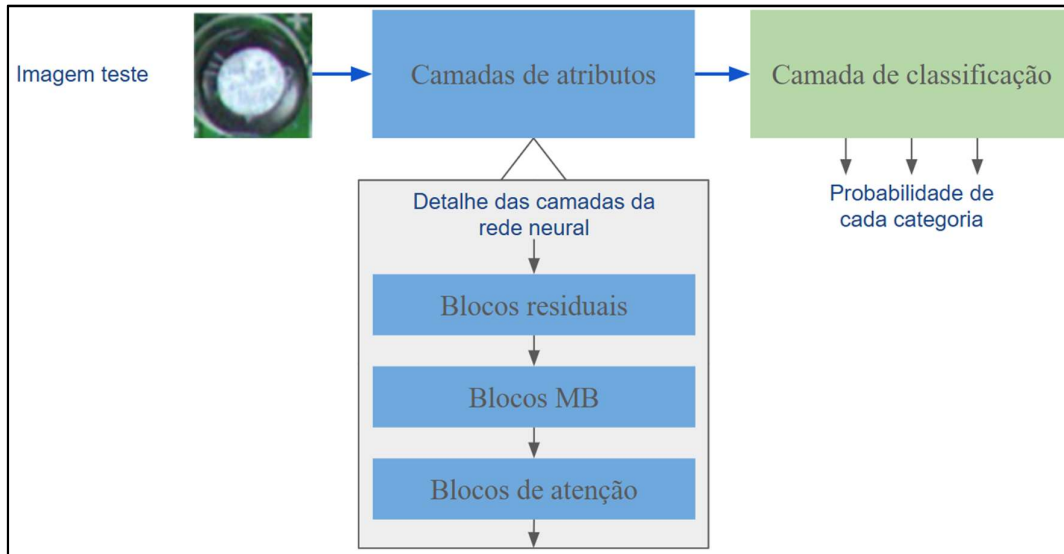 Imagem teste
Camadas de atributos
Camada de classificação
Probabilidade de
cada categoria
Detalhe das camadas da
rede neural
Blocos residuais
Blocos MB
Blocos de atenção